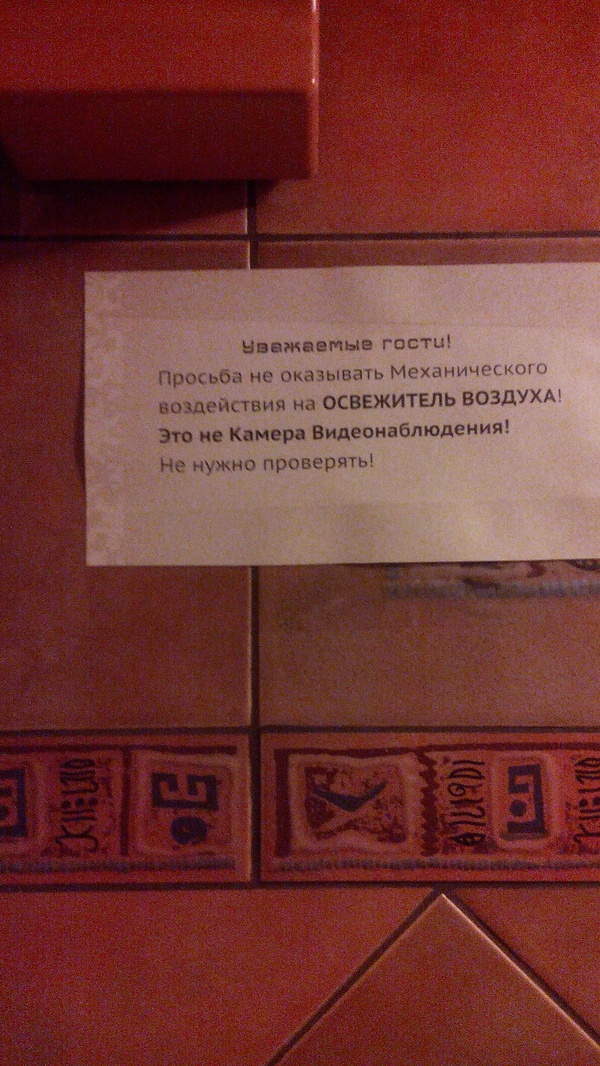 Уважаемые гости!
Просьба не оказывать Механического
воздействия на ОСВЕЖИТЕЛЬ ВОЗДУХА!
Это не Камера Видеонаблюдения!
Не нужно проверять!